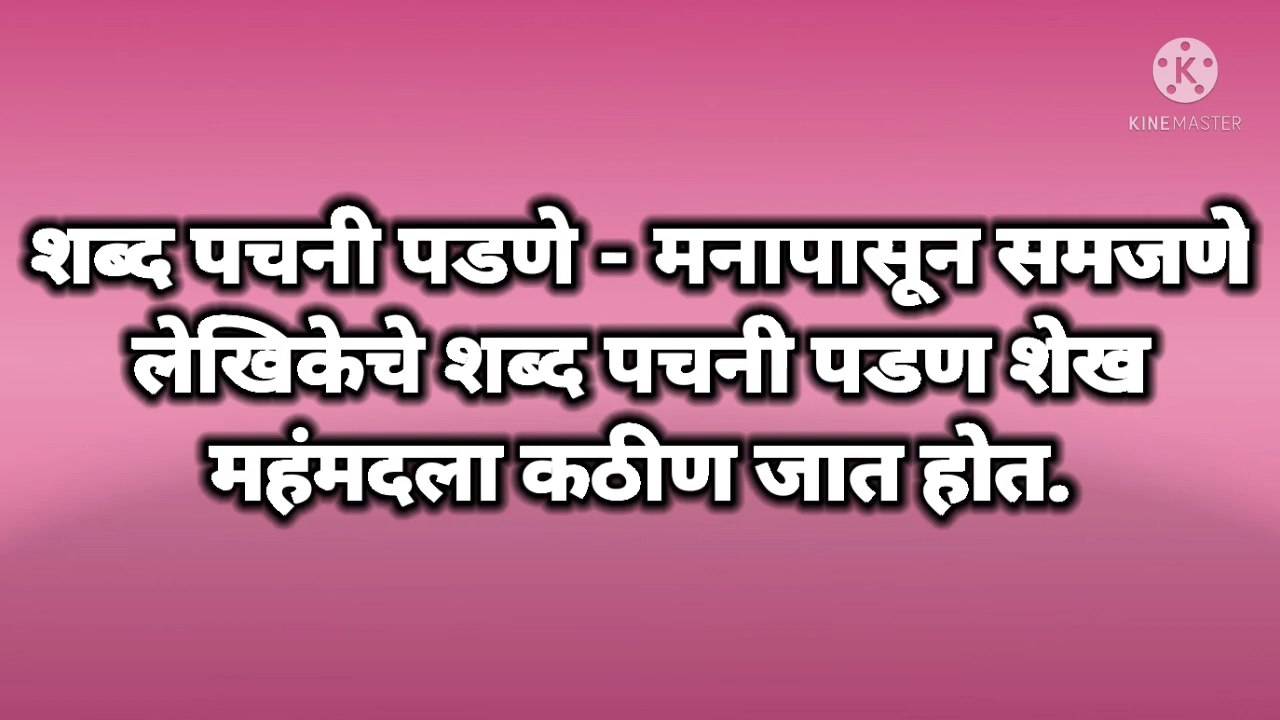 KINEMASTER
शब्द पचनी पडणे - मनापासून समजणे
लेखिकेचे शब्द पचनी पडण शेख
महंमदला कठीण जात होत.